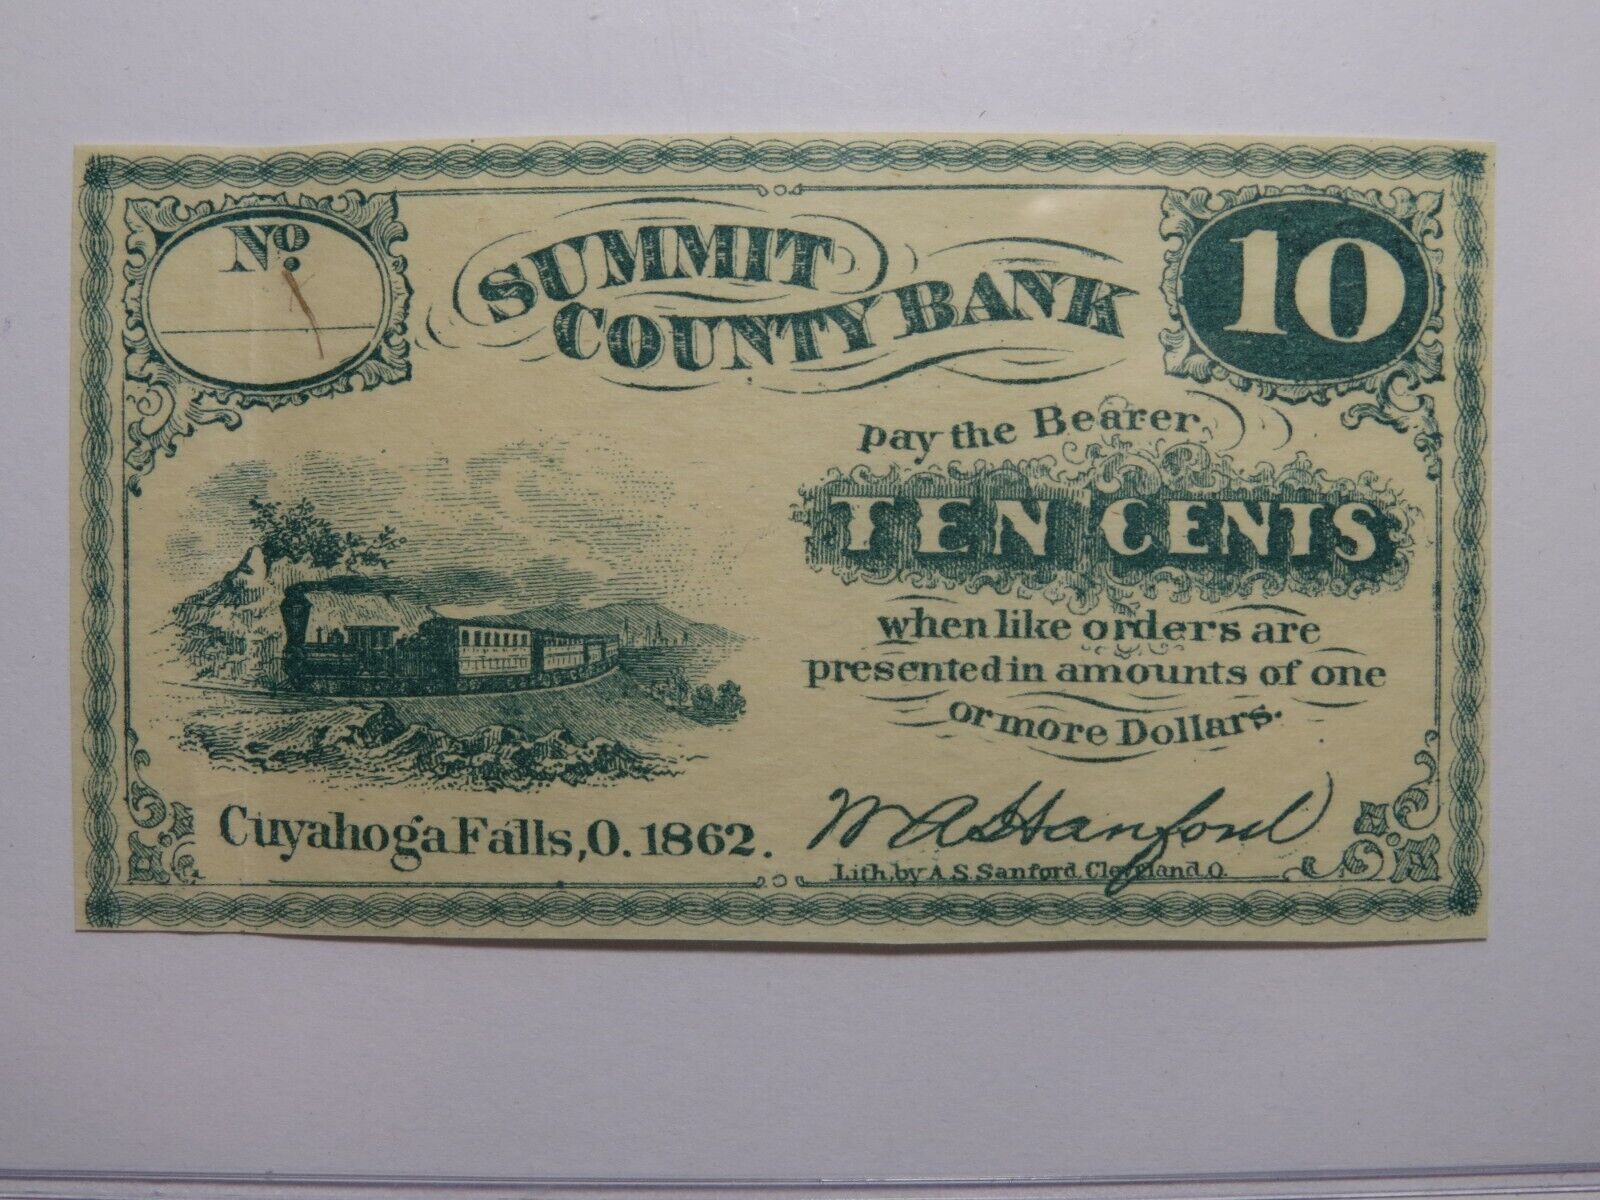 No.
SUMMIT
COUNTY BANK
10
pay the Bearer
TEN CENTS
when like orders are
presented in amounts of one
or more Dollars.
Cuyahoga Falls, O. 1862.
W A Hanford
Lith. by A. S. Sanford, Cleveland, O.